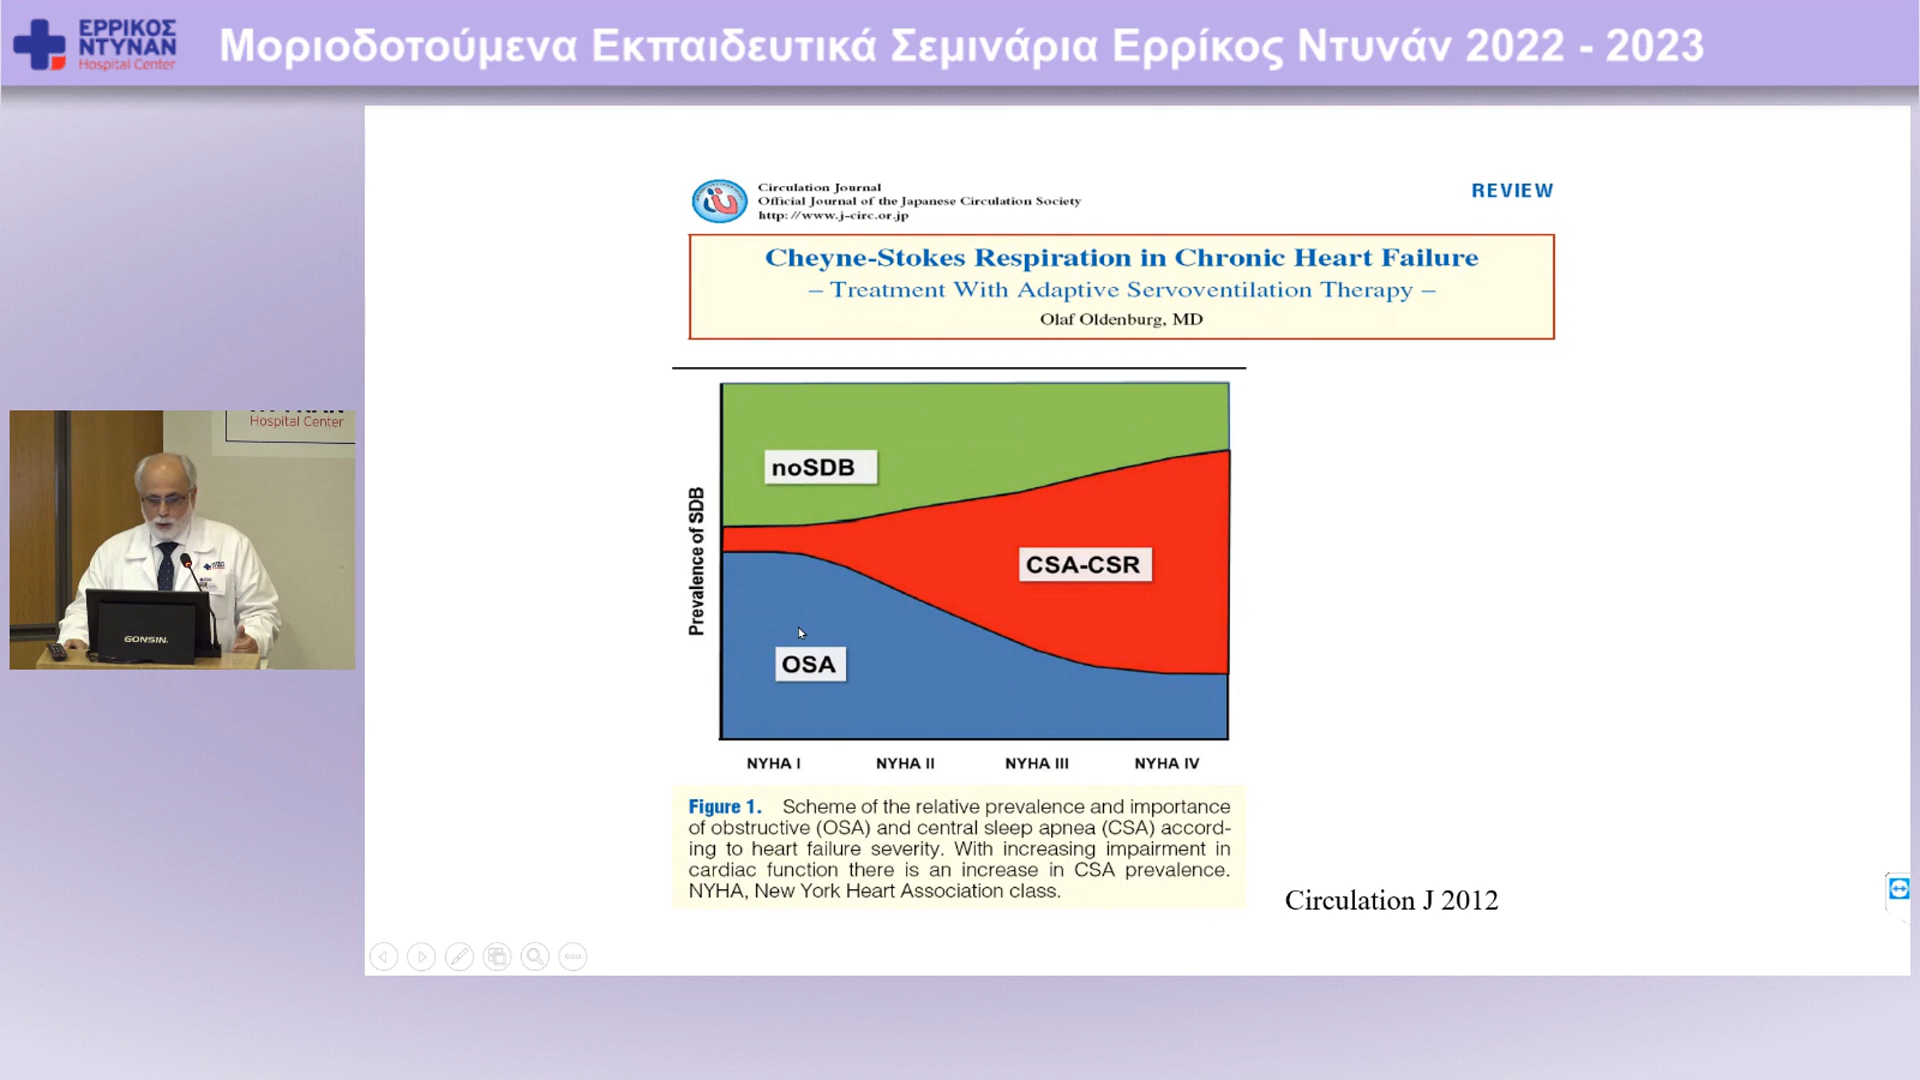 ΕΡΡΙΚΟΣ
ΝΤΥΝΑΝ
Hospital Center
Μοριοδοτούμενα Εκπαιδευτικά Σεμινάρια Ερρίκος Ντυνάν 2022 - 2023
Circulation Journal
Official Journal of the Japanese Circulation Society
http://www.j-circ.or.jp
REVIEW
Cheyne-Stokes Respiration in Chronic Heart Failure
– Treatment With Adaptive Servoventilation Therapy –
Olaf Oldenburg, MD
Prevalence of SDB
noSDB
CSA-CSR
OSA
NYHA I
NYHA II
NYHA III
NYHA IV
Figure 1. Scheme of the relative prevalence and importance
of obstructive (OSA) and central sleep apnea (CSA) accord-
ing to heart failure severity. With increasing impairment in
cardiac function there is an increase in CSA prevalence.
NYHA, New York Heart Association class.
Circulation J 2012
Hospital Center
GONSIN.